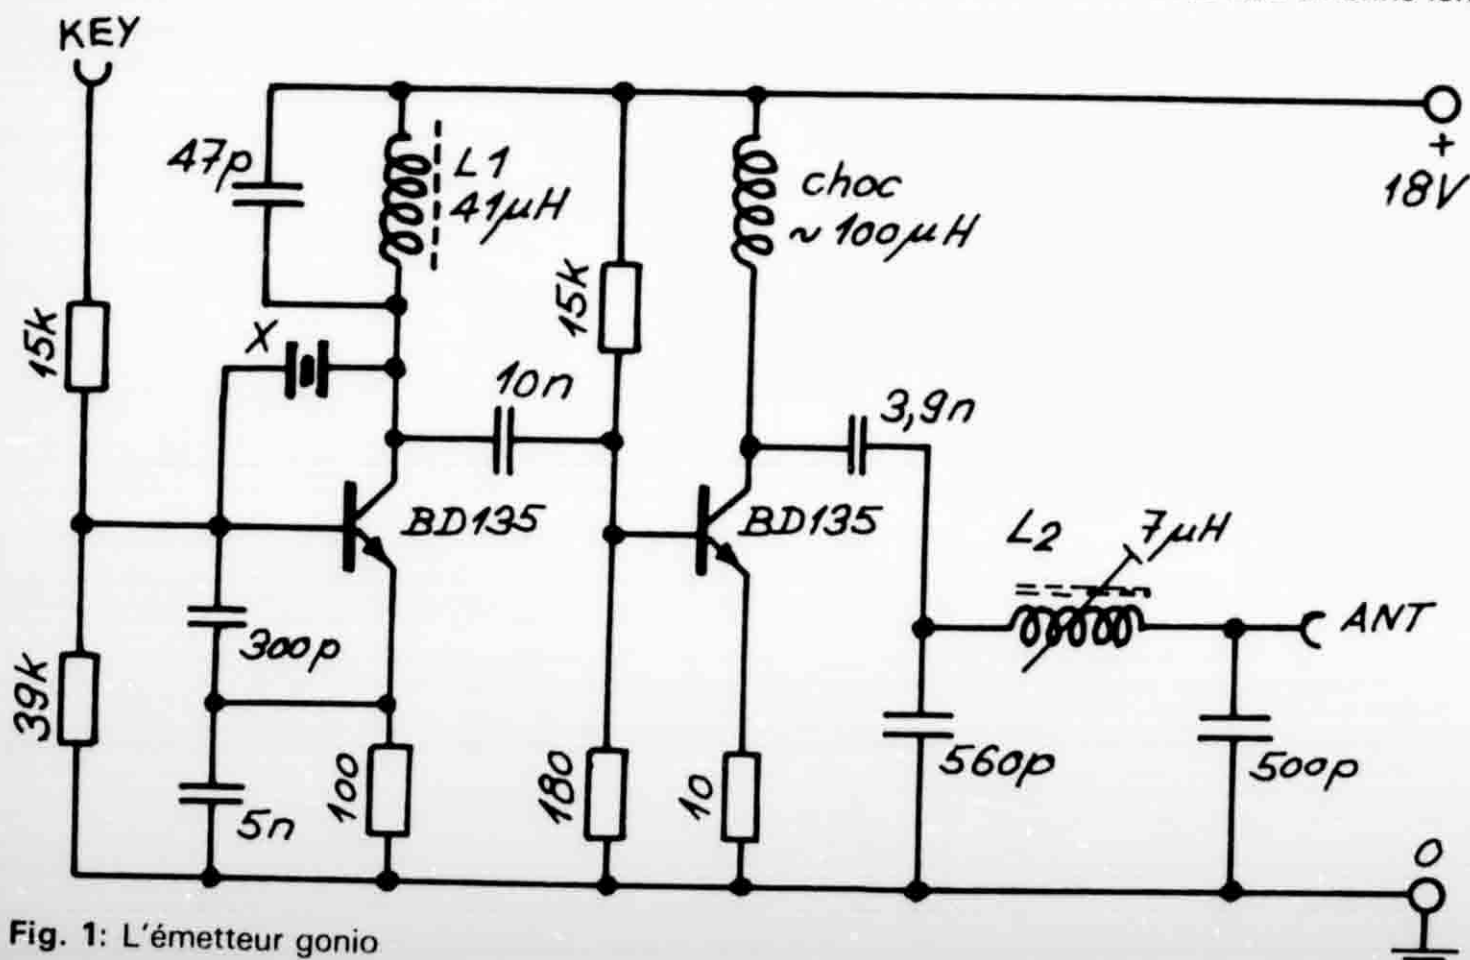 KEY
47p
L1
41μH
choc
~100μH
+
18V
15k
X
15k
10n
3,9n
BD135
BD135
L2
7μH
ANT
300p
39k
5n
100
180
10
560p
500p
0
Fig. 1: L'émetteur gonio